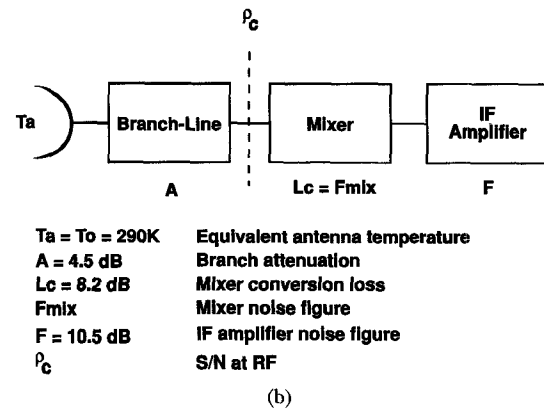 ρc
Ta
Branch-Line
Mixer
IF Amplifier
A
Lc = Fmix
F
Ta = To = 290K Equivalent antenna temperature
A = 4.5 dB Branch attenuation
Lc = 8.2 dB Mixer conversion loss
Fmix Mixer noise figure
F = 10.5 dB IF amplifier noise figure
ρc S/N at RF
(b)